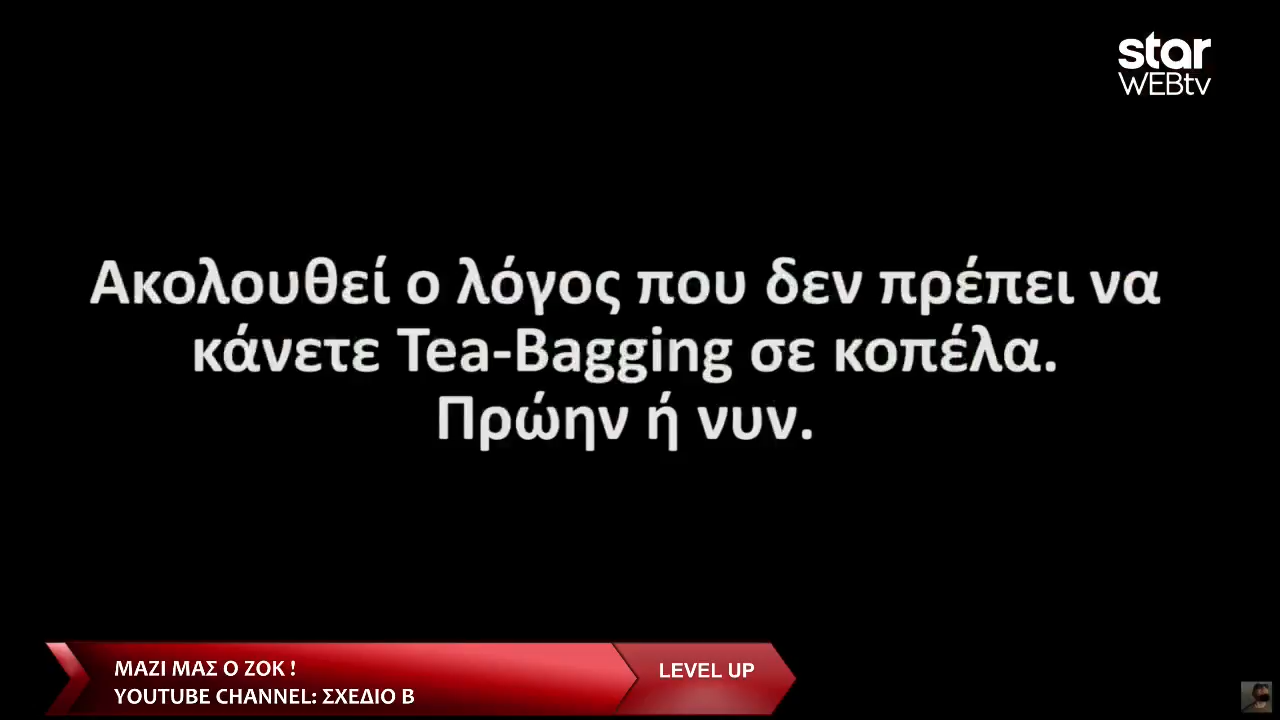 star
WEBtv
Ακολουθεί ο λόγος που δεν πρέπει να
κάνετε Tea-Bagging σε κοπέλα.
Πρώην ή νυν.
ΜΑΖΙ ΜΑΣ Ο ΖΟΚ !
LEVEL UP
YOUTUBE CHANNEL: ΣΧΕΔΙΟ Β